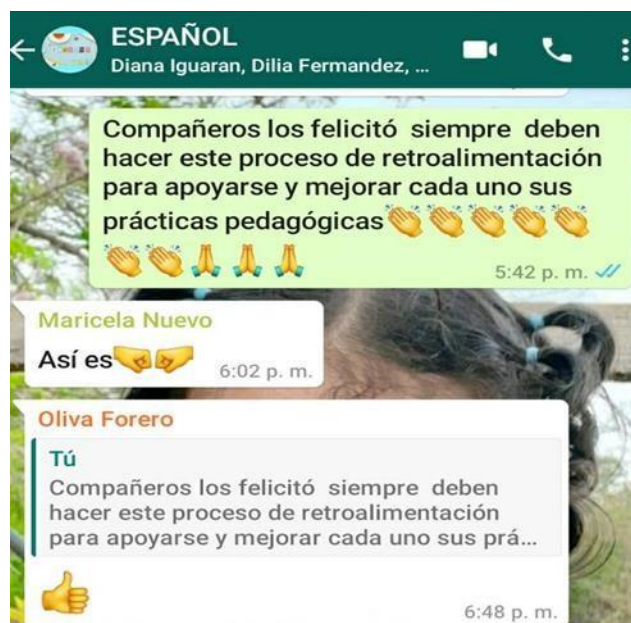 ESPAÑOL
Diana Iguaran, Dilia Fermandez, ...
Compañeros los felicitó siempre deben
hacer este proceso de retroalimentación
para apoyarse y mejorar cada uno sus
prácticas pedagógicas👏👏👏👏👏
👏👏🙏🙏🙏
5:42 p. m.
Maricela Nuevo
Así es🤜🤛
6:02 p. m.
Oliva Forero
Tú
Compañeros los felicitó siempre deben
hacer este proceso de retroalimentación
para apoyarse y mejorar cada uno sus prá...
👍
6:48 p. m.